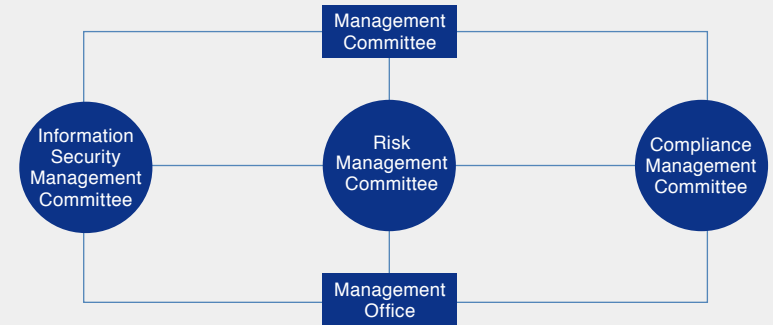 Management
Committee
Information
Security
Management
Committee
Risk
Management
Committee
Compliance
Management
Committee
Management
Office